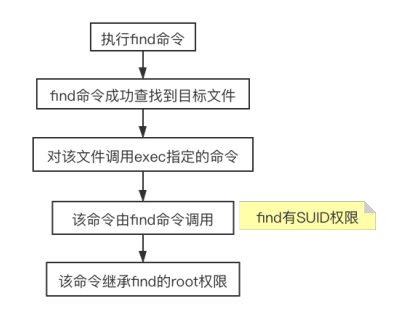 执行find命令
find命令成功查找到目标文件
对该文件调用exec指定的命令
该命令由find命令调用
find有SUID权限
该命令继承find的root权限